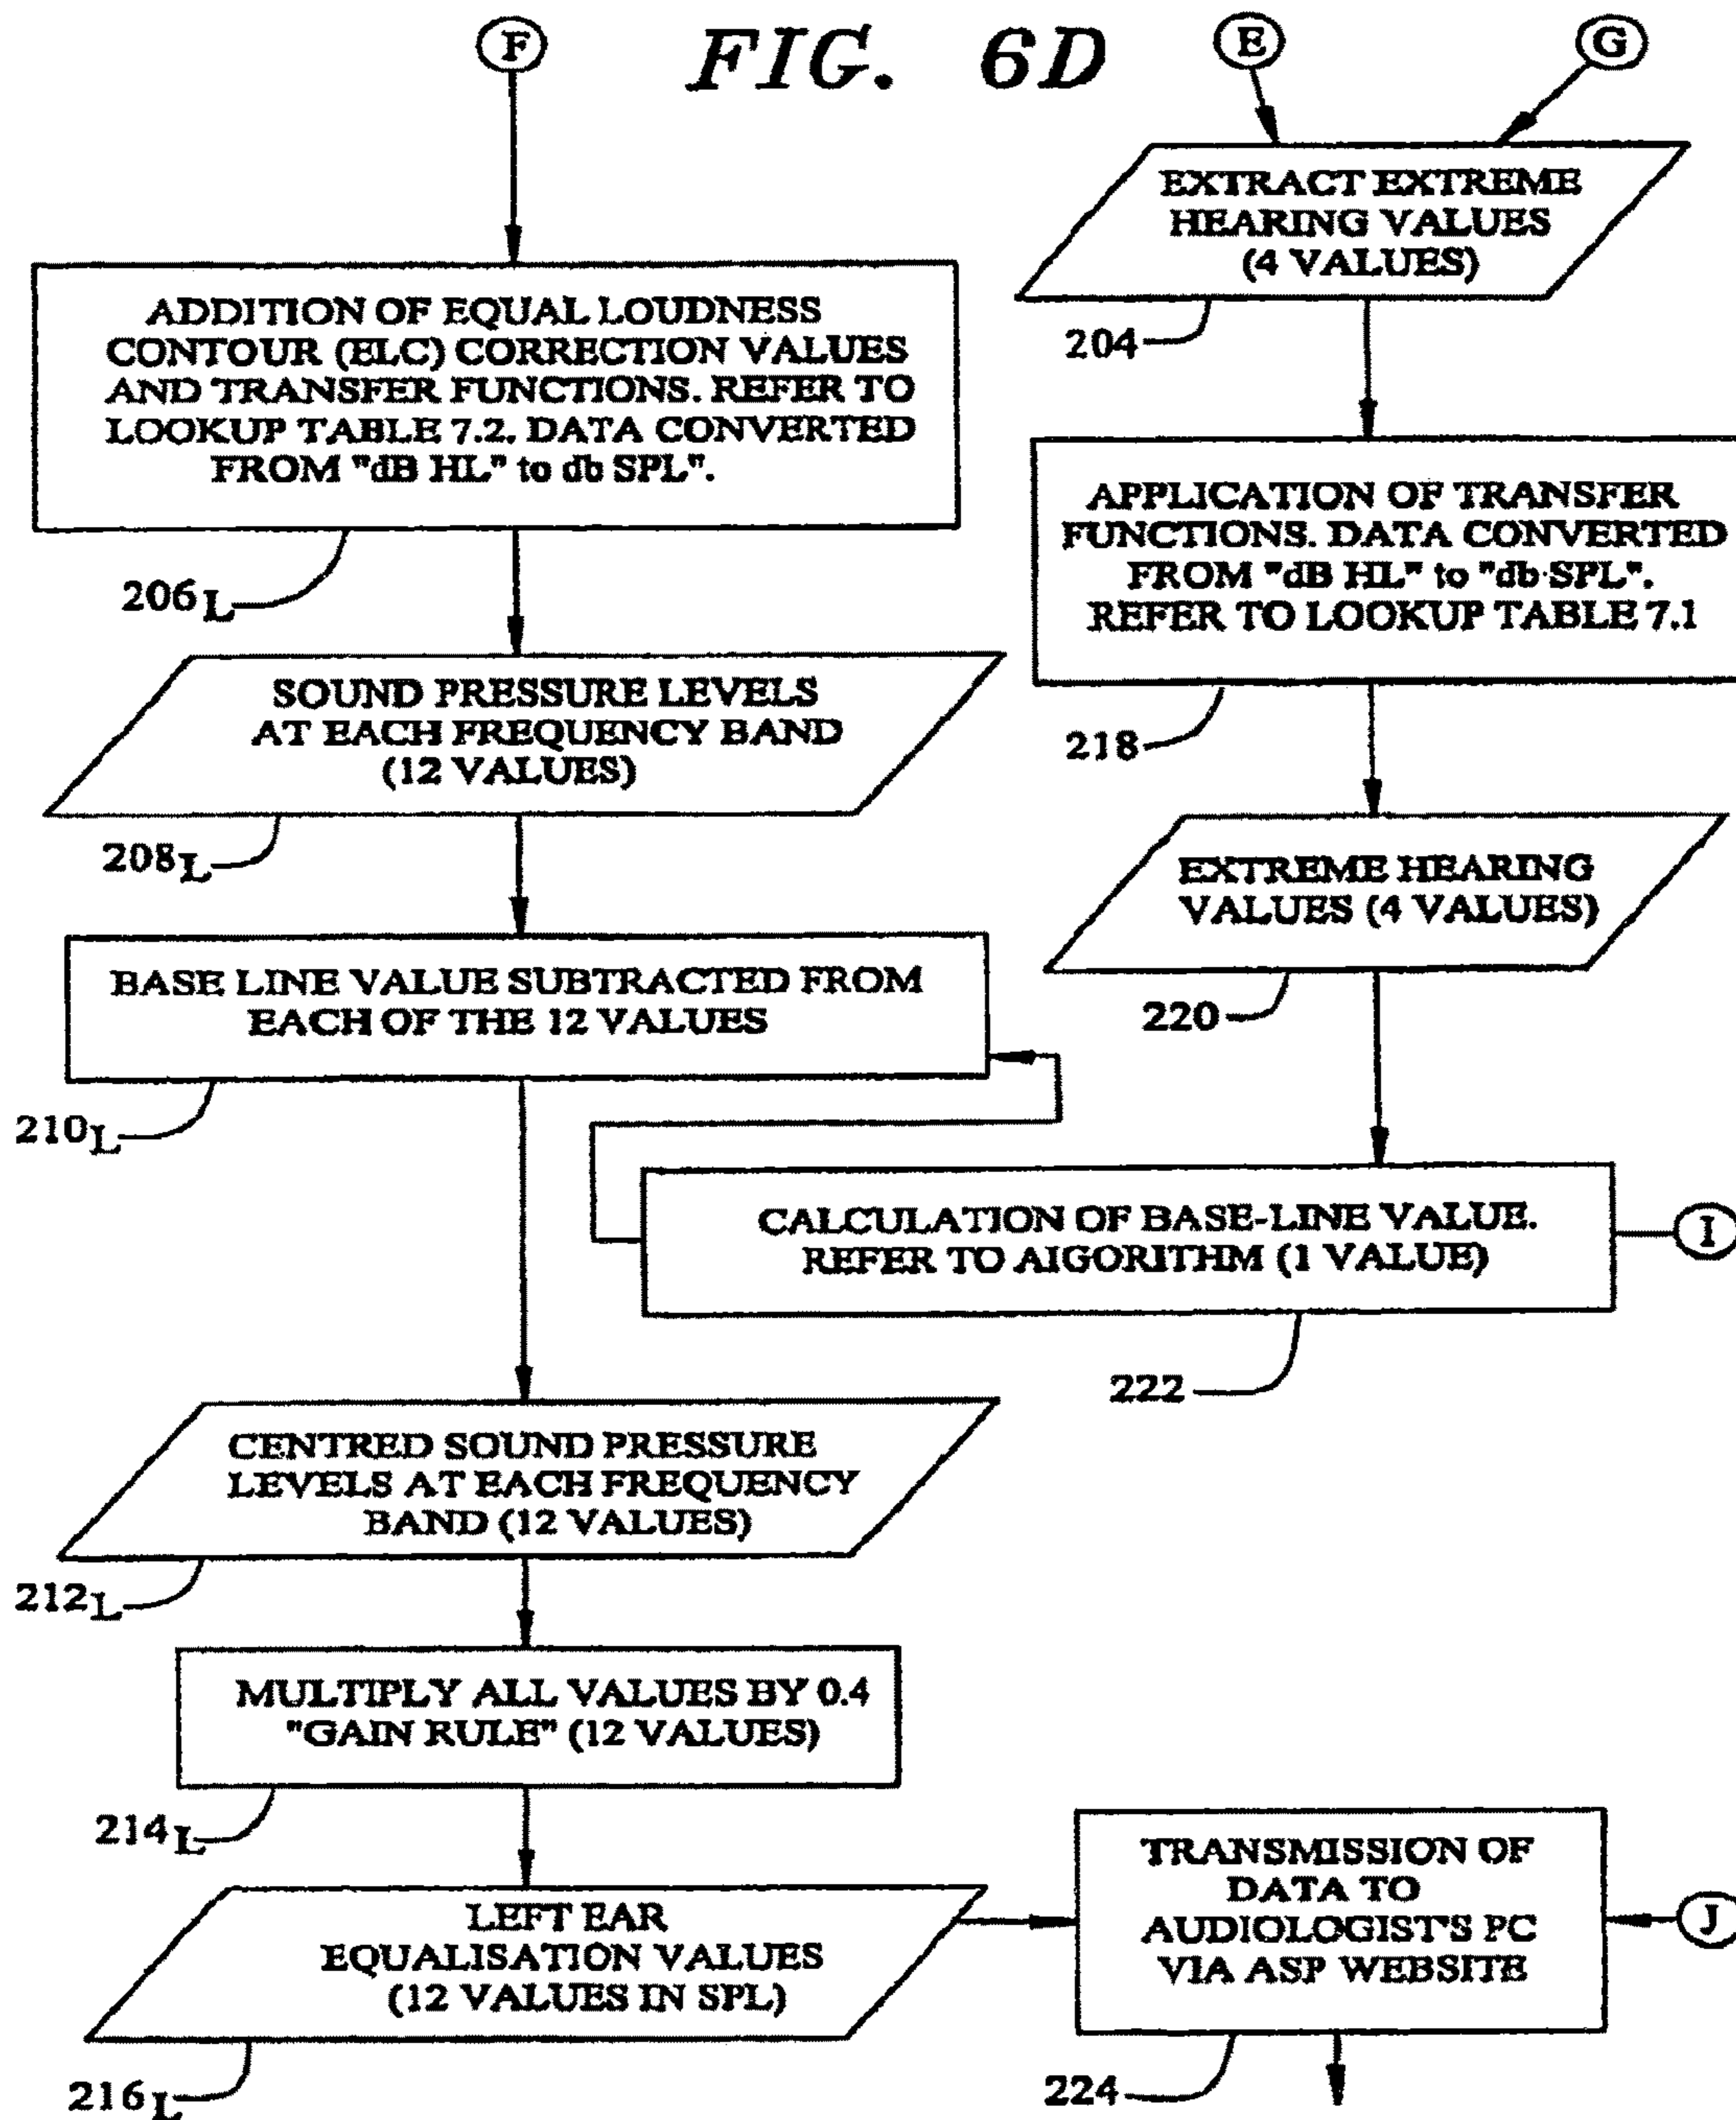 FIG. 6D
F
E
G
EXTRACT EXTREME
HEARING VALUES
(4 VALUES)
204
ADDITION OF EQUAL LOUDNESS
CONTOUR (ELC) CORRECTION VALUES
AND TRANSFER FUNCTIONS. REFER TO
LOOKUP TABLE 7.2. DATA CONVERTED
FROM "dB HL" to db SPL".
206L
APPLICATION OF TRANSFER
FUNCTIONS. DATA CONVERTED
FROM "dB HL" to "db SPL".
REFER TO LOOKUP TABLE 7.1
218
SOUND PRESSURE LEVELS
AT EACH FREQUENCY BAND
(12 VALUES)
208L
EXTREME HEARING
VALUES (4 VALUES)
220
BASE LINE VALUE SUBTRACTED FROM
EACH OF THE 12 VALUES
210L
CALCULATION OF BASE-LINE VALUE.
REFER TO AIGORITHM (1 VALUE)
I
222
CENTRED SOUND PRESSURE
LEVELS AT EACH FREQUENCY
BAND (12 VALUES)
212L
MULTIPLY ALL VALUES BY 0.4
"GAIN RULE" (12 VALUES)
214L
LEFT EAR
EQUALISATION VALUES
(12 VALUES IN SPL)
216L
TRANSMISSION OF
DATA TO
AUDIOLOGIST'S PC
VIA ASP WEBSITE
J
224